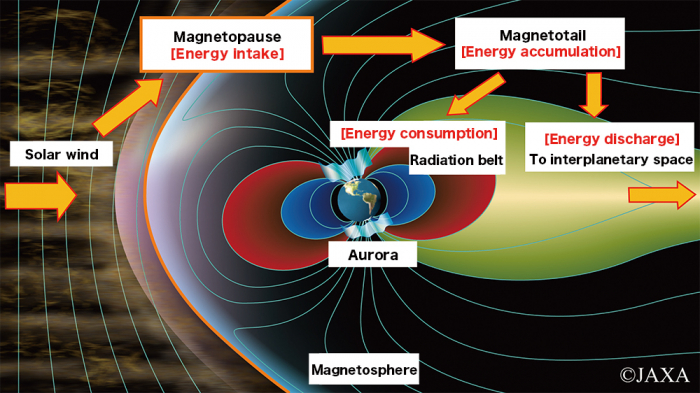 Magnetopause
[Energy intake]
Magnetotail
[Energy accumulation]
Solar wind
[Energy consumption]
Radiation belt
[Energy discharge]
To interplanetary space
Aurora
Magnetosphere
©JAXA